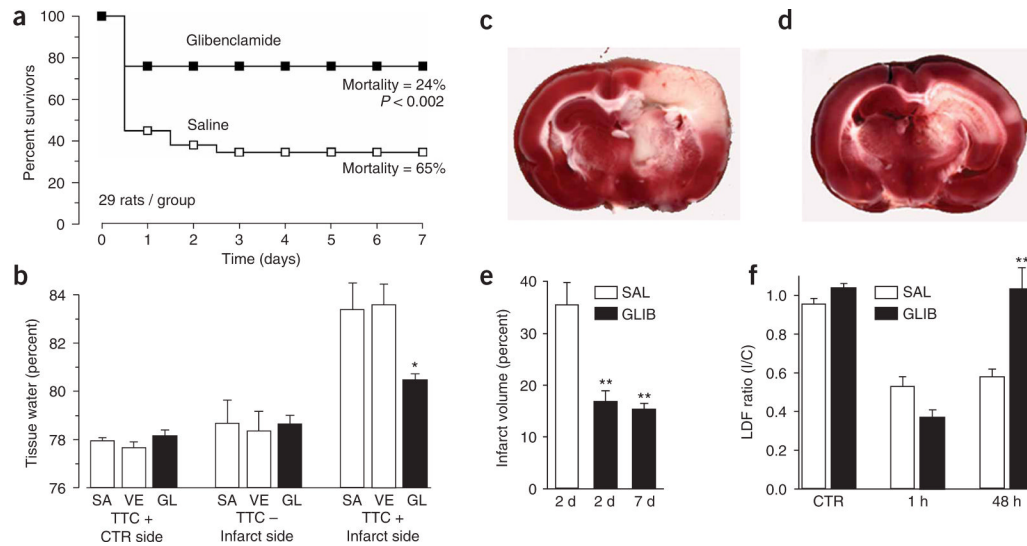 a
100
80
60
40
20
0
Percent survivors
Glibenclamide
Mortality = 24%
P < 0.002
Saline
Mortality = 65%
29 rats / group
0 1 2 3 4 5 6 7
Time (days)
b
84
82
80
78
76
Tissue water (percent)
*
SA VE GL SA VE GL SA VE GL
TTC + TTC – TTC +
CTR side Infarct side Infarct side
c
d
e
40
30
20
10
0
Infarct volume (percent)
SAL
GLIB
** **
2 d 2 d 7 d
f
1.0
0.8
0.6
0.4
0.2
0.0
LDF ratio (I/C)
SAL
GLIB
**
CTR 1 h 48 h